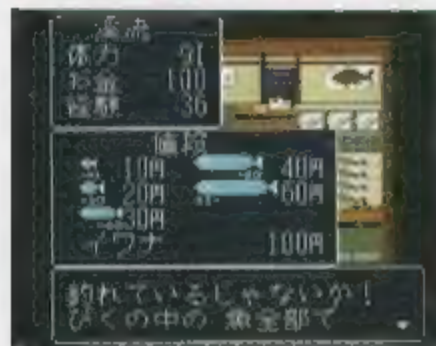 体力 91
お金 100
経験 36
値段
10円 40円
20円 60円
30円
イワナ 100円
釣れているじゃないか!
びくの中の 魚全部で